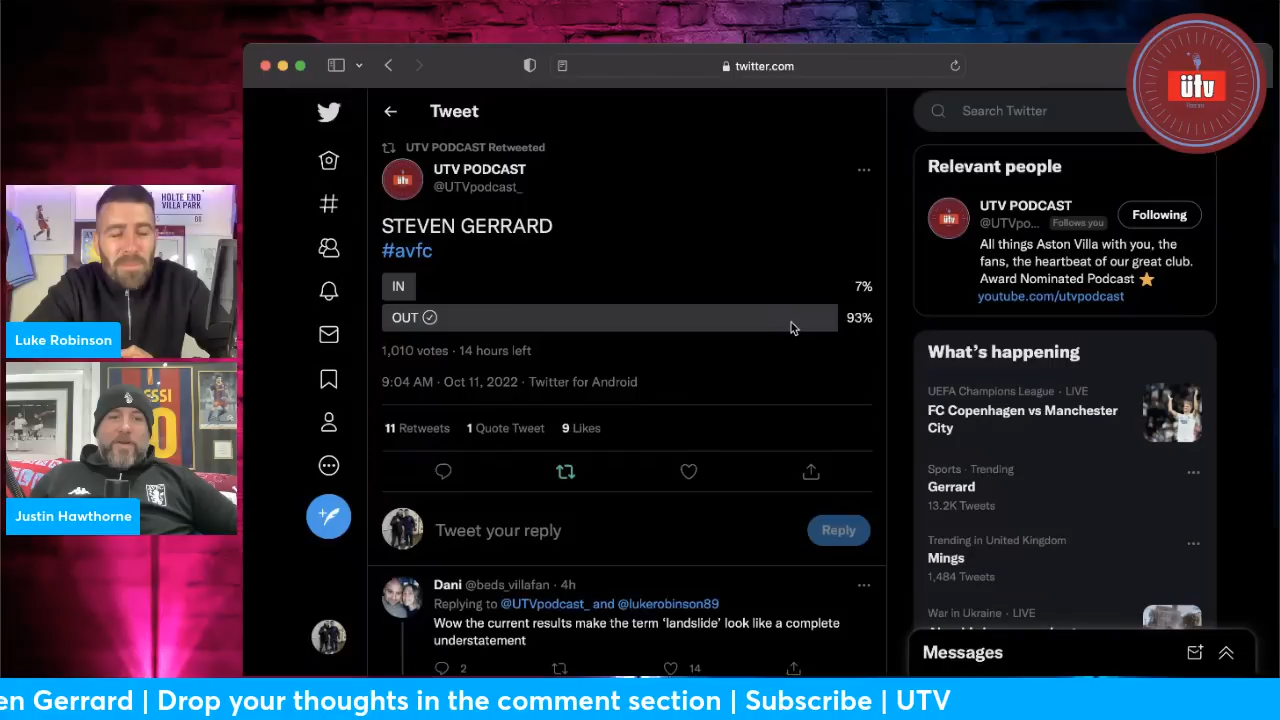 twitter.com
ütv
Tweet
Search Twitter
UTV PODCAST Retweeted
UTV PODCAST
@UTVpodcast_
STEVEN GERRARD
#avfc
IN 7%
OUT 93%
1,010 votes · 14 hours left
9:04 AM · Oct 11, 2022 · Twitter for Android
11 Retweets 1 Quote Tweet 9 Likes
Tweet your reply
Reply
Dani @beds_villafan · 4h
Replying to @UTVpodcast_ and @lukerobinson89
Wow the current results make the term ‘landslide’ look like a complete
understatement
2 14
Relevant people
UTV PODCAST
@UTVpo... Follows you
Following
All things Aston Villa with you, the
fans, the heartbeat of our great club.
Award Nominated Podcast
youtube.com/utvpodcast
What’s happening
UEFA Champions League · LIVE
FC Copenhagen vs Manchester
City
Sports · Trending
Gerrard
13.2K Tweets
Trending in United Kingdom
Mings
1,484 Tweets
War in Ukraine · LIVE
Messages
HOLTE END
VILLA PARK
Luke Robinson
Justin Hawthorne
en Gerrard | Drop your thoughts in the comment section | Subscribe | UTV